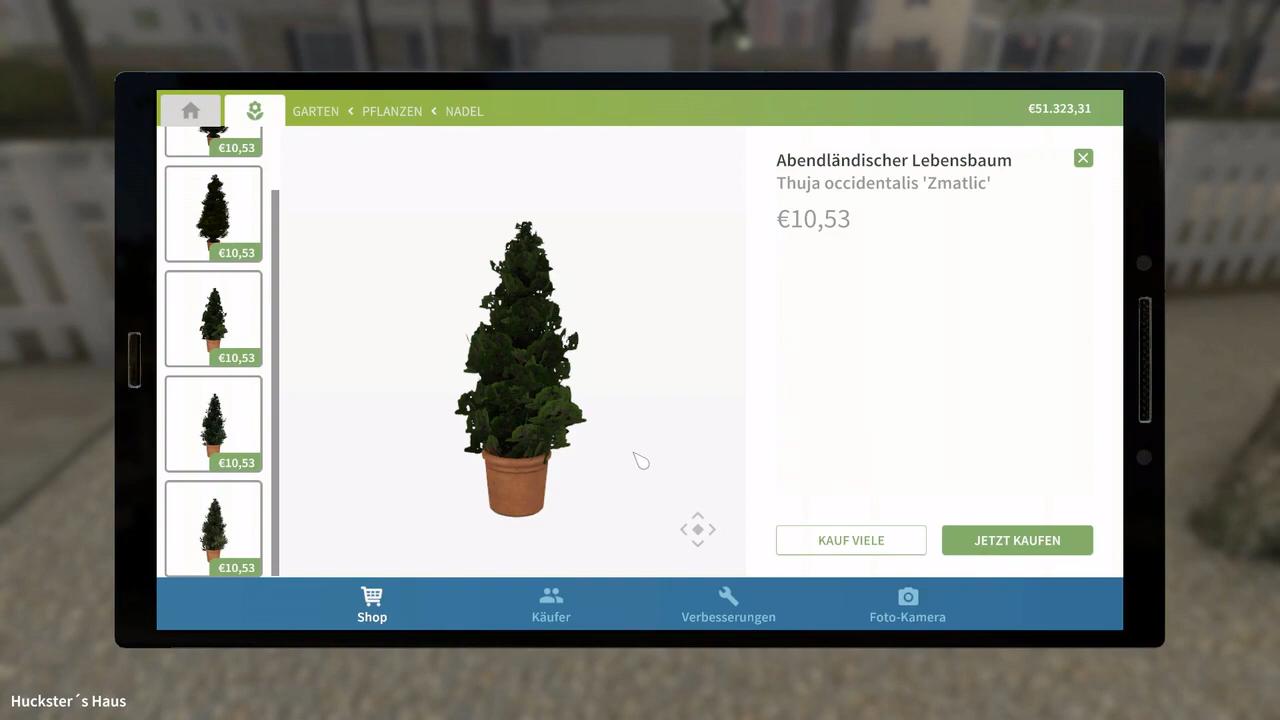 GARTEN < PFLANZEN < NADEL
€51.323,31
€10,53
€10,53
€10,53
€10,53
€10,53
Abendländischer Lebensbaum
Thuja occidentalis 'Zmatlic'
€10,53
KAUF VIELE
JETZT KAUFEN
Shop
Käufer
Verbesserungen
Foto-Kamera
Huckster´s Haus